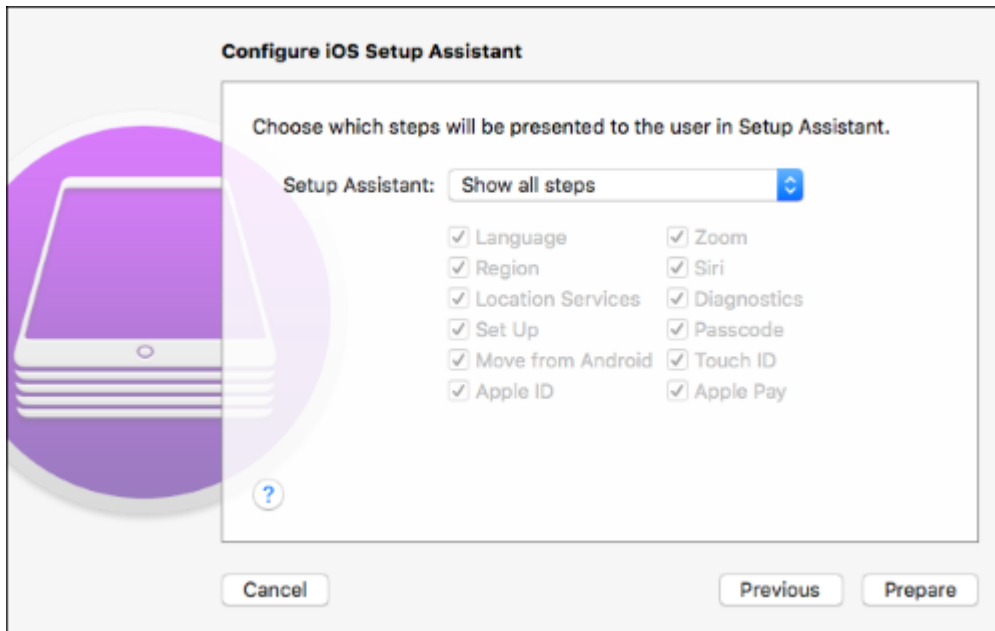 Configure iOS Setup Assistant
Choose which steps will be presented to the user in Setup Assistant.
Setup Assistant: Show all steps
Language Zoom
Region Siri
Location Services Diagnostics
Set Up Passcode
Move from Android Touch ID
Apple ID Apple Pay
?
Cancel Previous Prepare